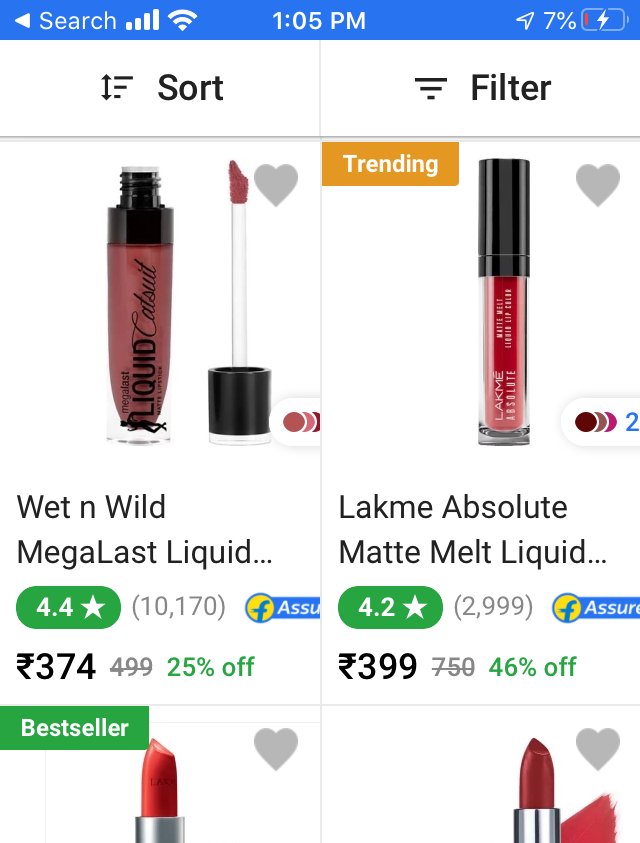 Search
1:05 PM
7%
Sort
Filter
Trending
megalast
LIQUID Catsuit
MATTE LIPSTICK
MATTE MELT
LIQUID LIP COLOR
LAKMÉ
ABSOLUTE
2
Wet n Wild
MegaLast Liquid...
4.4 ★ (10,170) f Assu
₹374 499 25% off
Lakme Absolute
Matte Melt Liquid...
4.2 ★ (2,999) f Assure
₹399 750 46% off
Bestseller